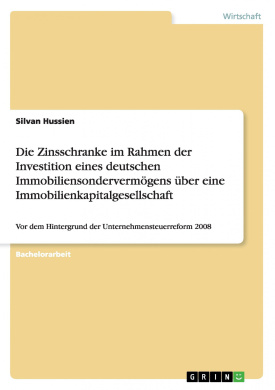 Wirtschaft
Silvan Hussien
Die Zinsschranke im Rahmen der
Investition eines deutschen
Immobiliensondervermögens über eine
Immobilienkapitalgesellschaft
Vor dem Hintergrund der Unternehmensteuerreform 2008
Bachelorarbeit
GRIN